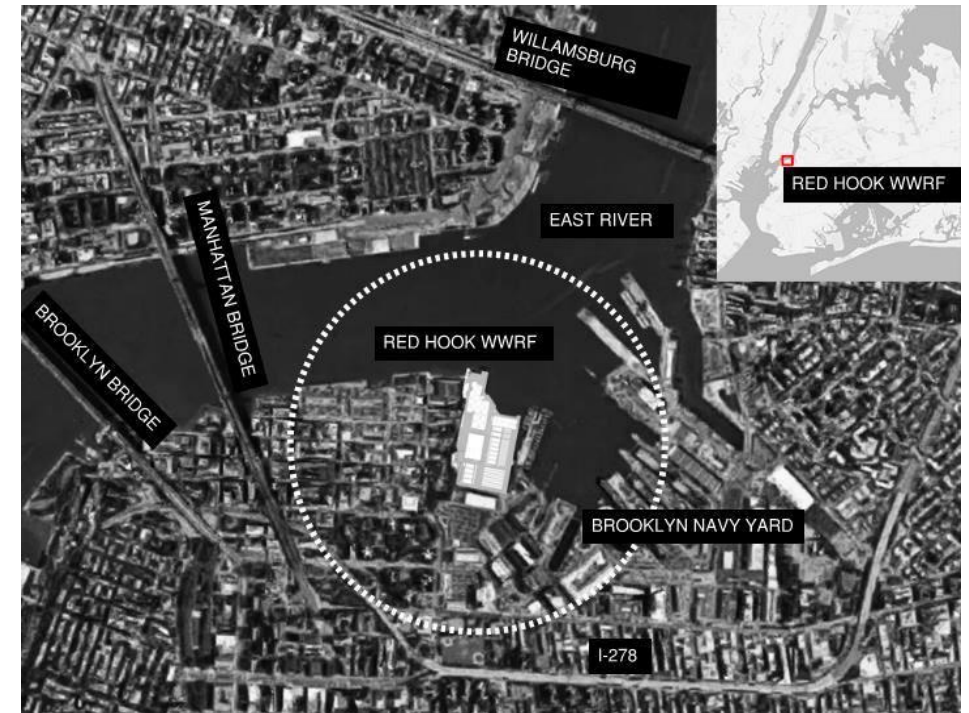 WILLAMSBURG
BRIDGE
RED HOOK WWRF
EAST RIVER
MANHATTAN BRIDGE
BROOKLYN BRIDGE
RED HOOK WWRF
BROOKLYN NAVY YARD
I-278